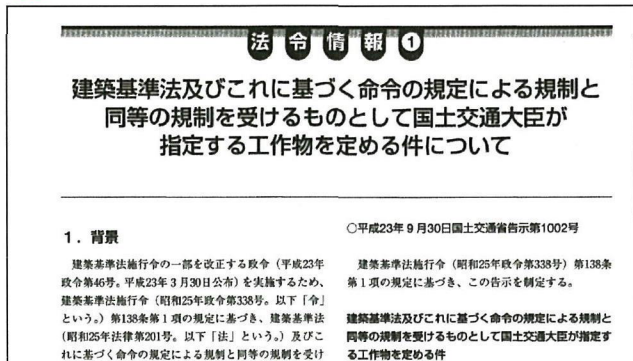 法令情報①
建築基準法及びこれに基づく命令の規定による規制と
同等の規制を受けるものとして国土交通大臣が
指定する工作物を定める件について
1．背景
建築基準法施行令の一部を改正する政令（平成23年
政令第46号。平成23年3月30日公布）を実施するため、
建築基準法施行令（昭和25年政令第338号。以下「令」
という。）第138条第1項の規定に基づき、建築基準法
（昭和25年法律第201号。以下「法」という。）及びこ
れに基づく命令の規定による規制と同等の規制を受け
○平成23年9月30日国土交通省告示第1002号
建築基準法施行令（昭和25年政令第338号）第138条
第1項の規定に基づき、この告示を制定する。
建築基準法及びこれに基づく命令の規定による規制と
同等の規制を受けるものとして国土交通大臣が指定す
る工作物を定める件